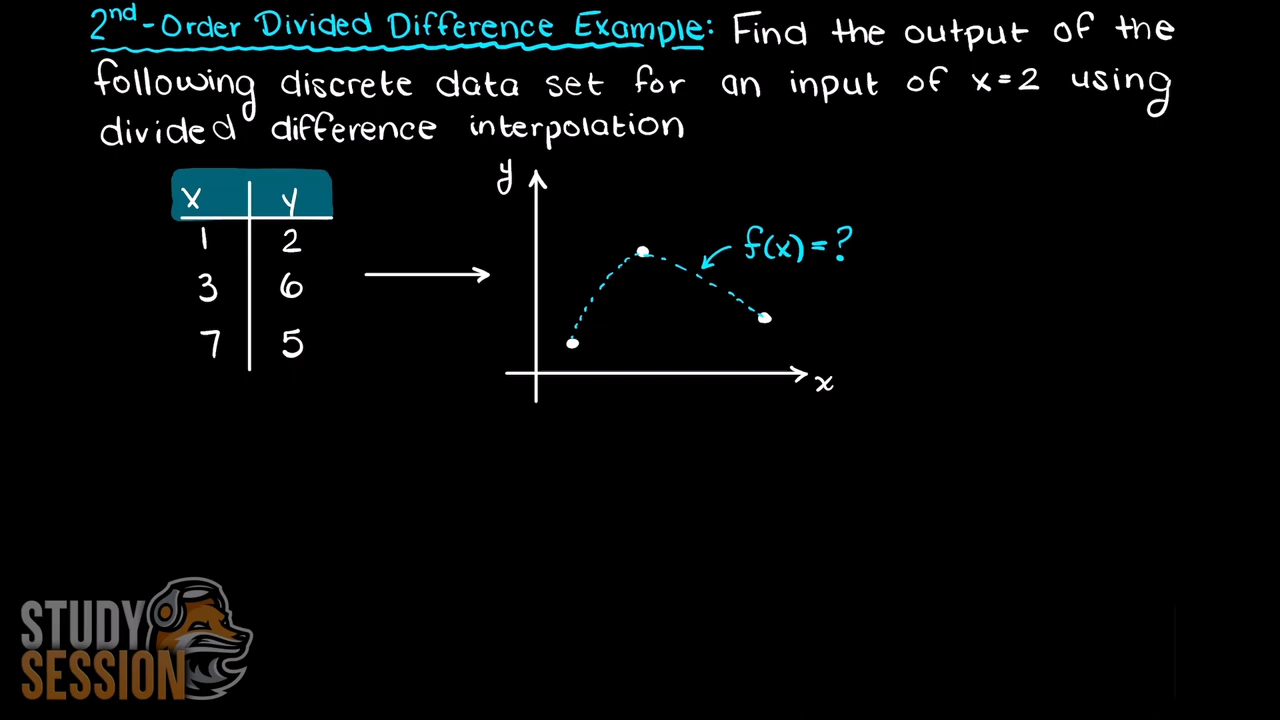 2nd-Order Divided Difference Example: Find the output of the
following discrete data set for an input of x=2 using
divided difference interpolation
x y
1 2
3 6
7 5
y
f(x)=?
x
STUDY
SESSION